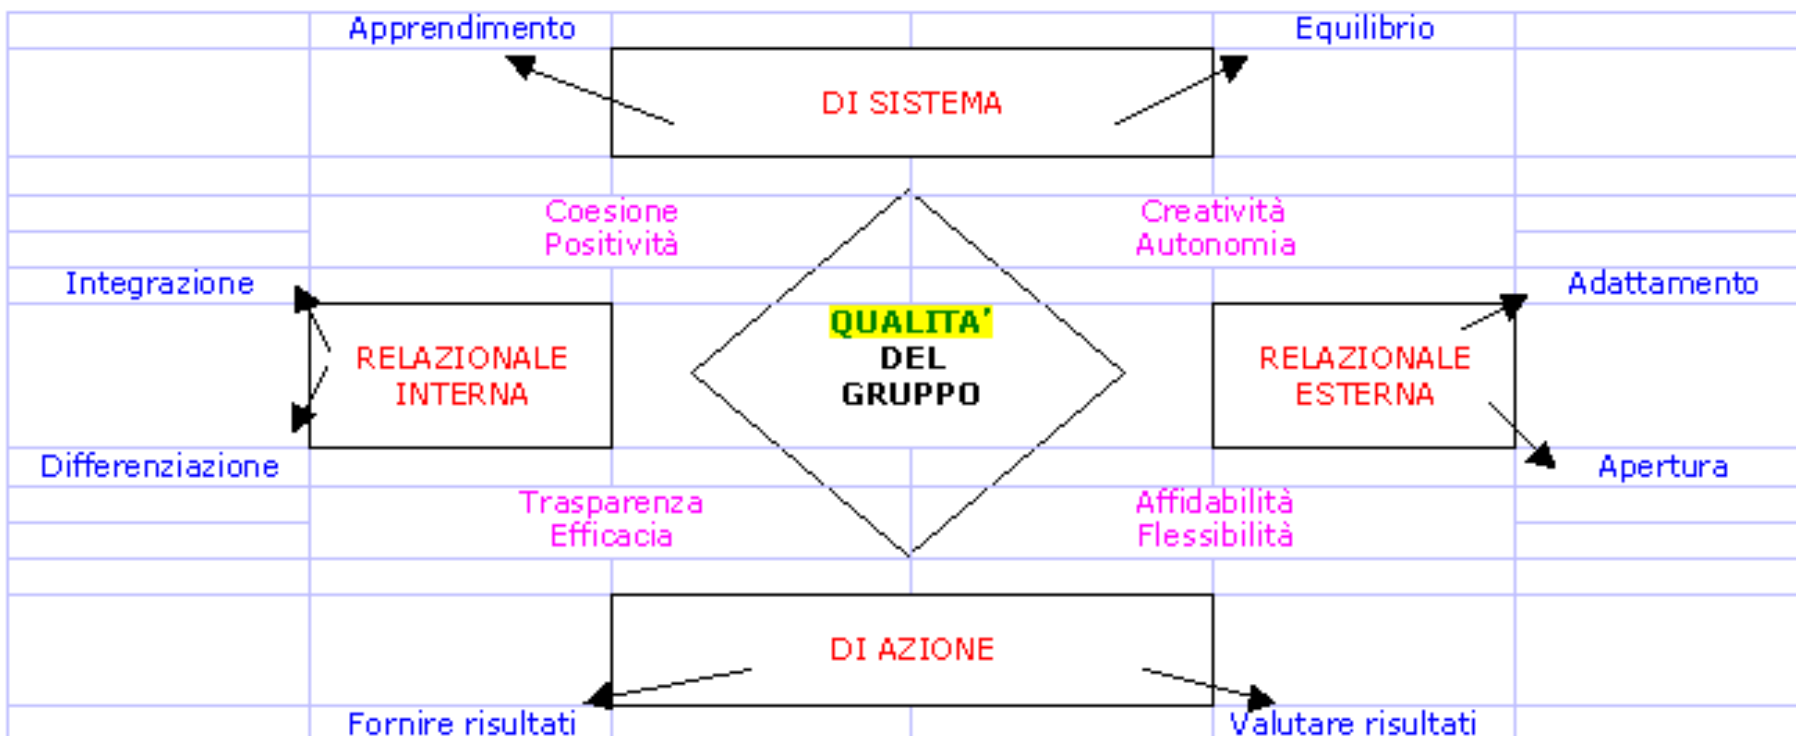 Apprendimento
Equilibrio
DI SISTEMA
Coesione
Positività
Creatività
Autonomia
Integrazione
Adattamento
QUALITA’
DEL
GRUPPO
RELAZIONALE
INTERNA
RELAZIONALE
ESTERNA
Differenziazione
Apertura
Trasparenza
Efficacia
Affidabilità
Flessibilità
DI AZIONE
Fornire risultati
Valutare risultati